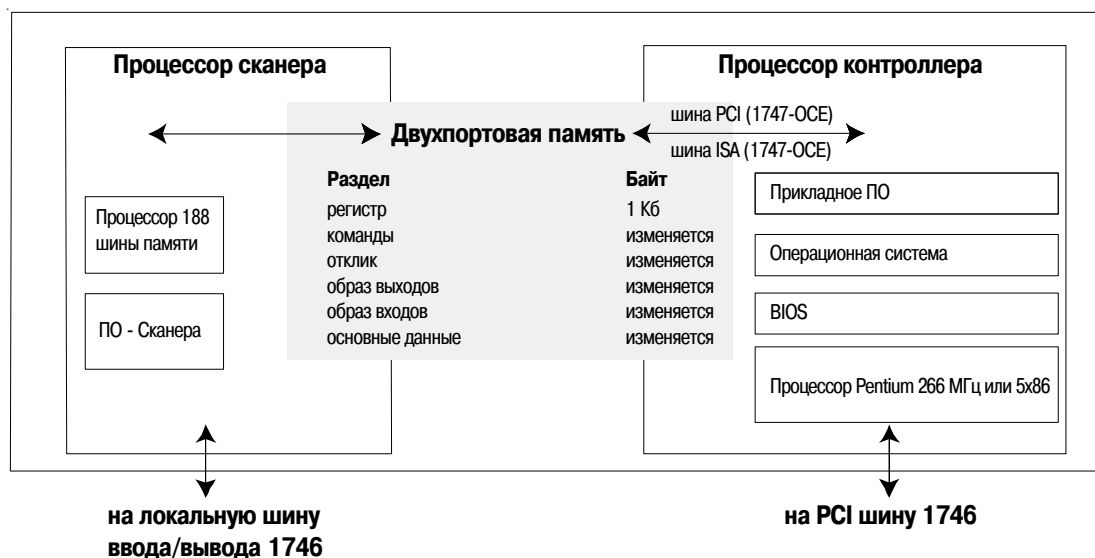 Процессор сканера
Процессор контроллера
шина PCI (1747-OCE)
Двухпортовая память
шина ISA (1747-OCE)
Раздел Байт
регистр 1 Кб
команды изменяется
отклик изменяется
образ выходов изменяется
образ входов изменяется
основные данные изменяется
Процессор 188
шины памяти
ПО - Сканера
Прикладное ПО
Операционная система
BIOS
Процессор Pentium 266 МГц или 5x86
на локальную шину
ввода/вывода 1746
на PCI шину 1746